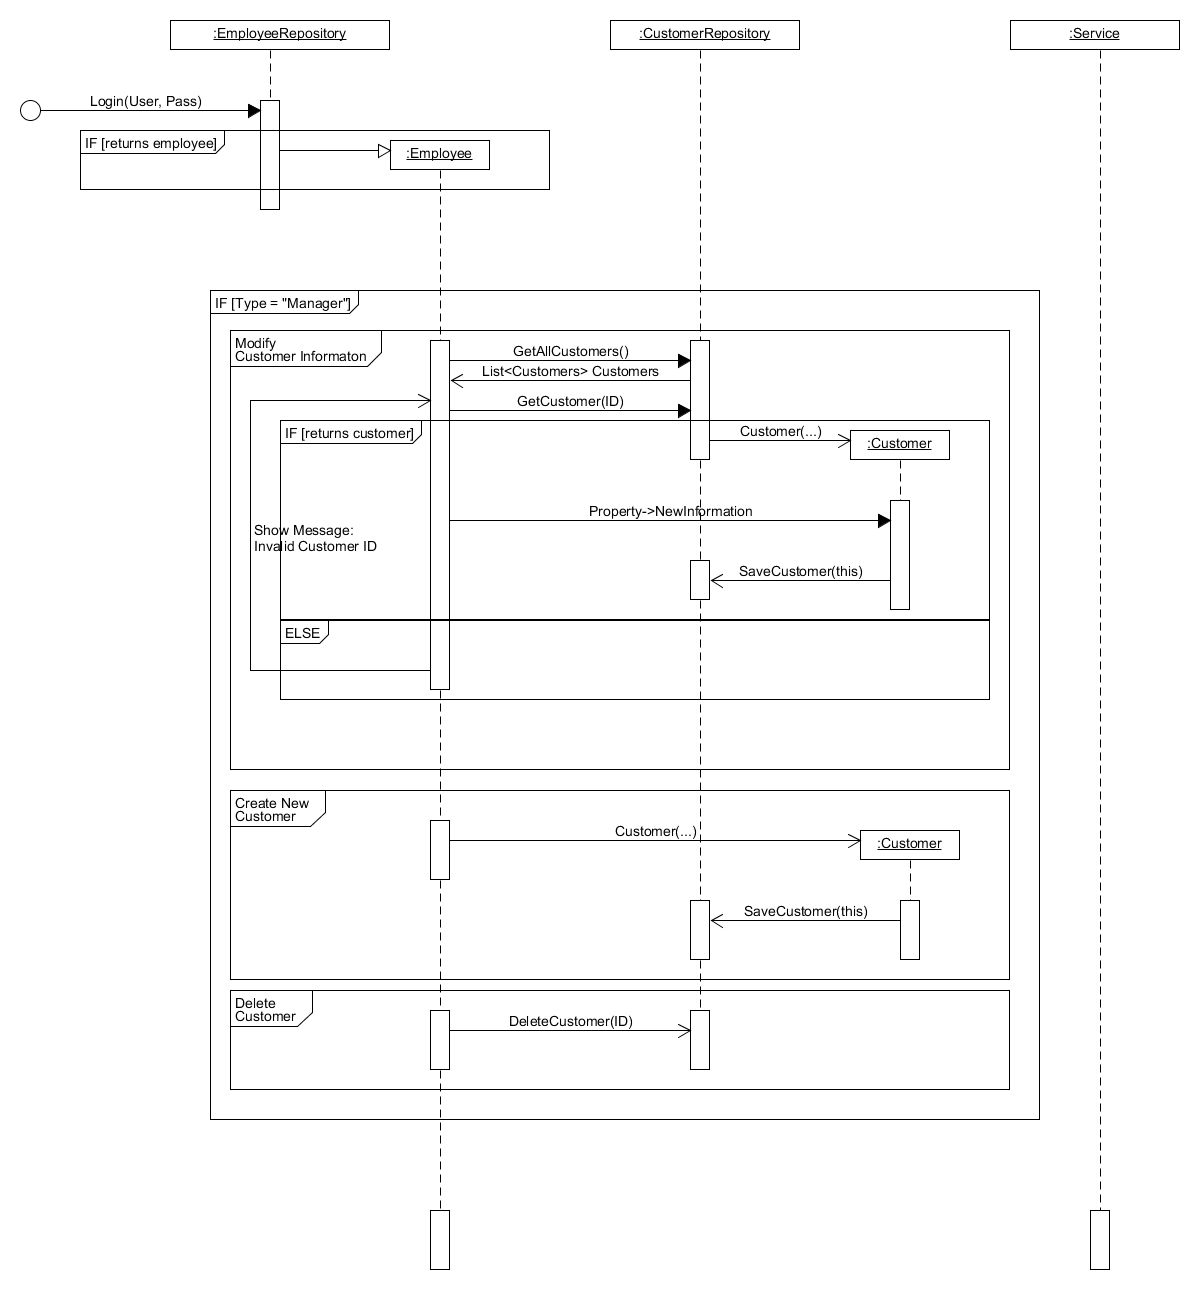 :EmployeeRepository
:CustomerRepository
:Service
Login(User, Pass)
IF [returns employee]
:Employee
IF [Type = "Manager"]
Modify
Customer Informaton
GetAllCustomers()
List<Customers> Customers
GetCustomer(ID)
IF [returns customer]
Customer(...)
:Customer
Property->NewInformation
Show Message:
Invalid Customer ID
SaveCustomer(this)
ELSE
Create New
Customer
Customer(...)
:Customer
SaveCustomer(this)
Delete
Customer
DeleteCustomer(ID)